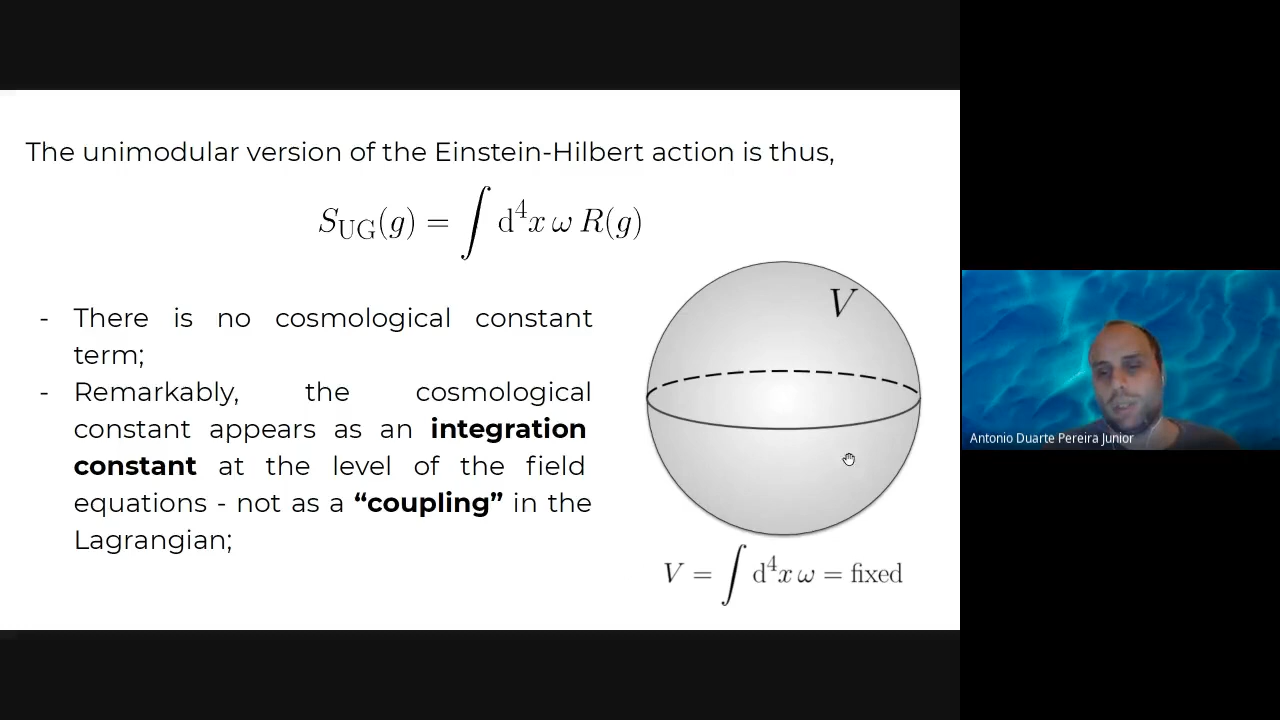 The unimodular version of the Einstein-Hilbert action is thus,
S_UG(g) = ∫ d⁴x ω R(g)
- There is no cosmological constant
term;
- Remarkably, the cosmological
constant appears as an integration
constant at the level of the field
equations - not as a “coupling” in the
Lagrangian;
V
V = ∫ d⁴x ω = fixed
Antonio Duarte Pereira Junior